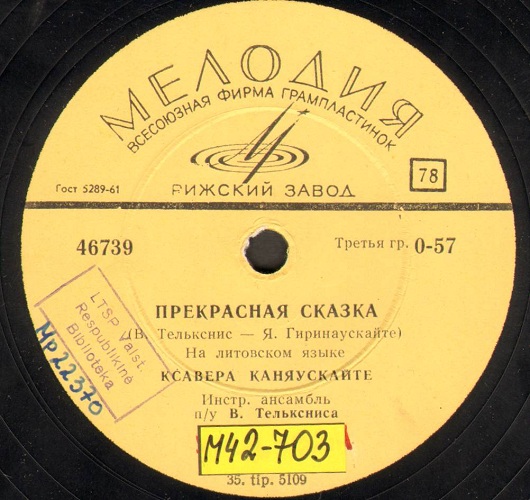 МЕЛОДИЯ
ВСЕСОЮЗНАЯ ФИРМА ГРАМПЛАСТИНОК
РИЖСКИЙ ЗАВОД
Гост 5289-61
78
46739
Третья гр. 0-57
ПРЕКРАСНАЯ СКАЗКА
(В. Телькснис — Я. Гиринаускайте)
На литовском языке
КСАВЕРА КАНЯУСКАЙТЕ
Инстр. ансамбль
п/у В. Тельксниса
LTSP Valst.
Respublikinė
Biblioteka
МР22370
М42-703
35. tip. 5109